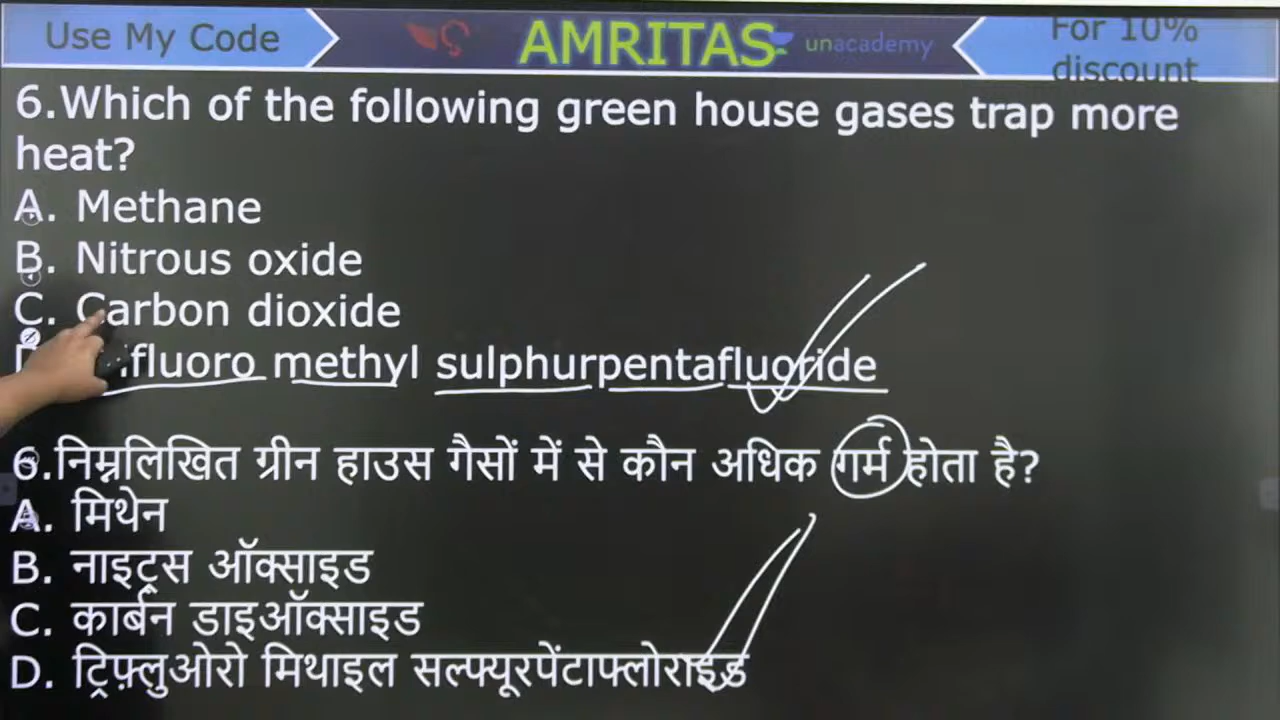 Use My Code
AMRITAS
unacademy
For 10%
discount
6.Which of the following green house gases trap more
heat?
A. Methane
B. Nitrous oxide
C. Carbon dioxide
fluoro methyl sulphurpentafluoride
6.निम्नलिखित ग्रीन हाउस गैसों में से कौन अधिक गर्म होता है?
A. मिथेन
B. नाइट्रस ऑक्साइड
C. कार्बन डाइऑक्साइड
D. ट्रिफ़्लुओरो मिथाइल सल्फ्यूरपेंटाफ्लोराइड